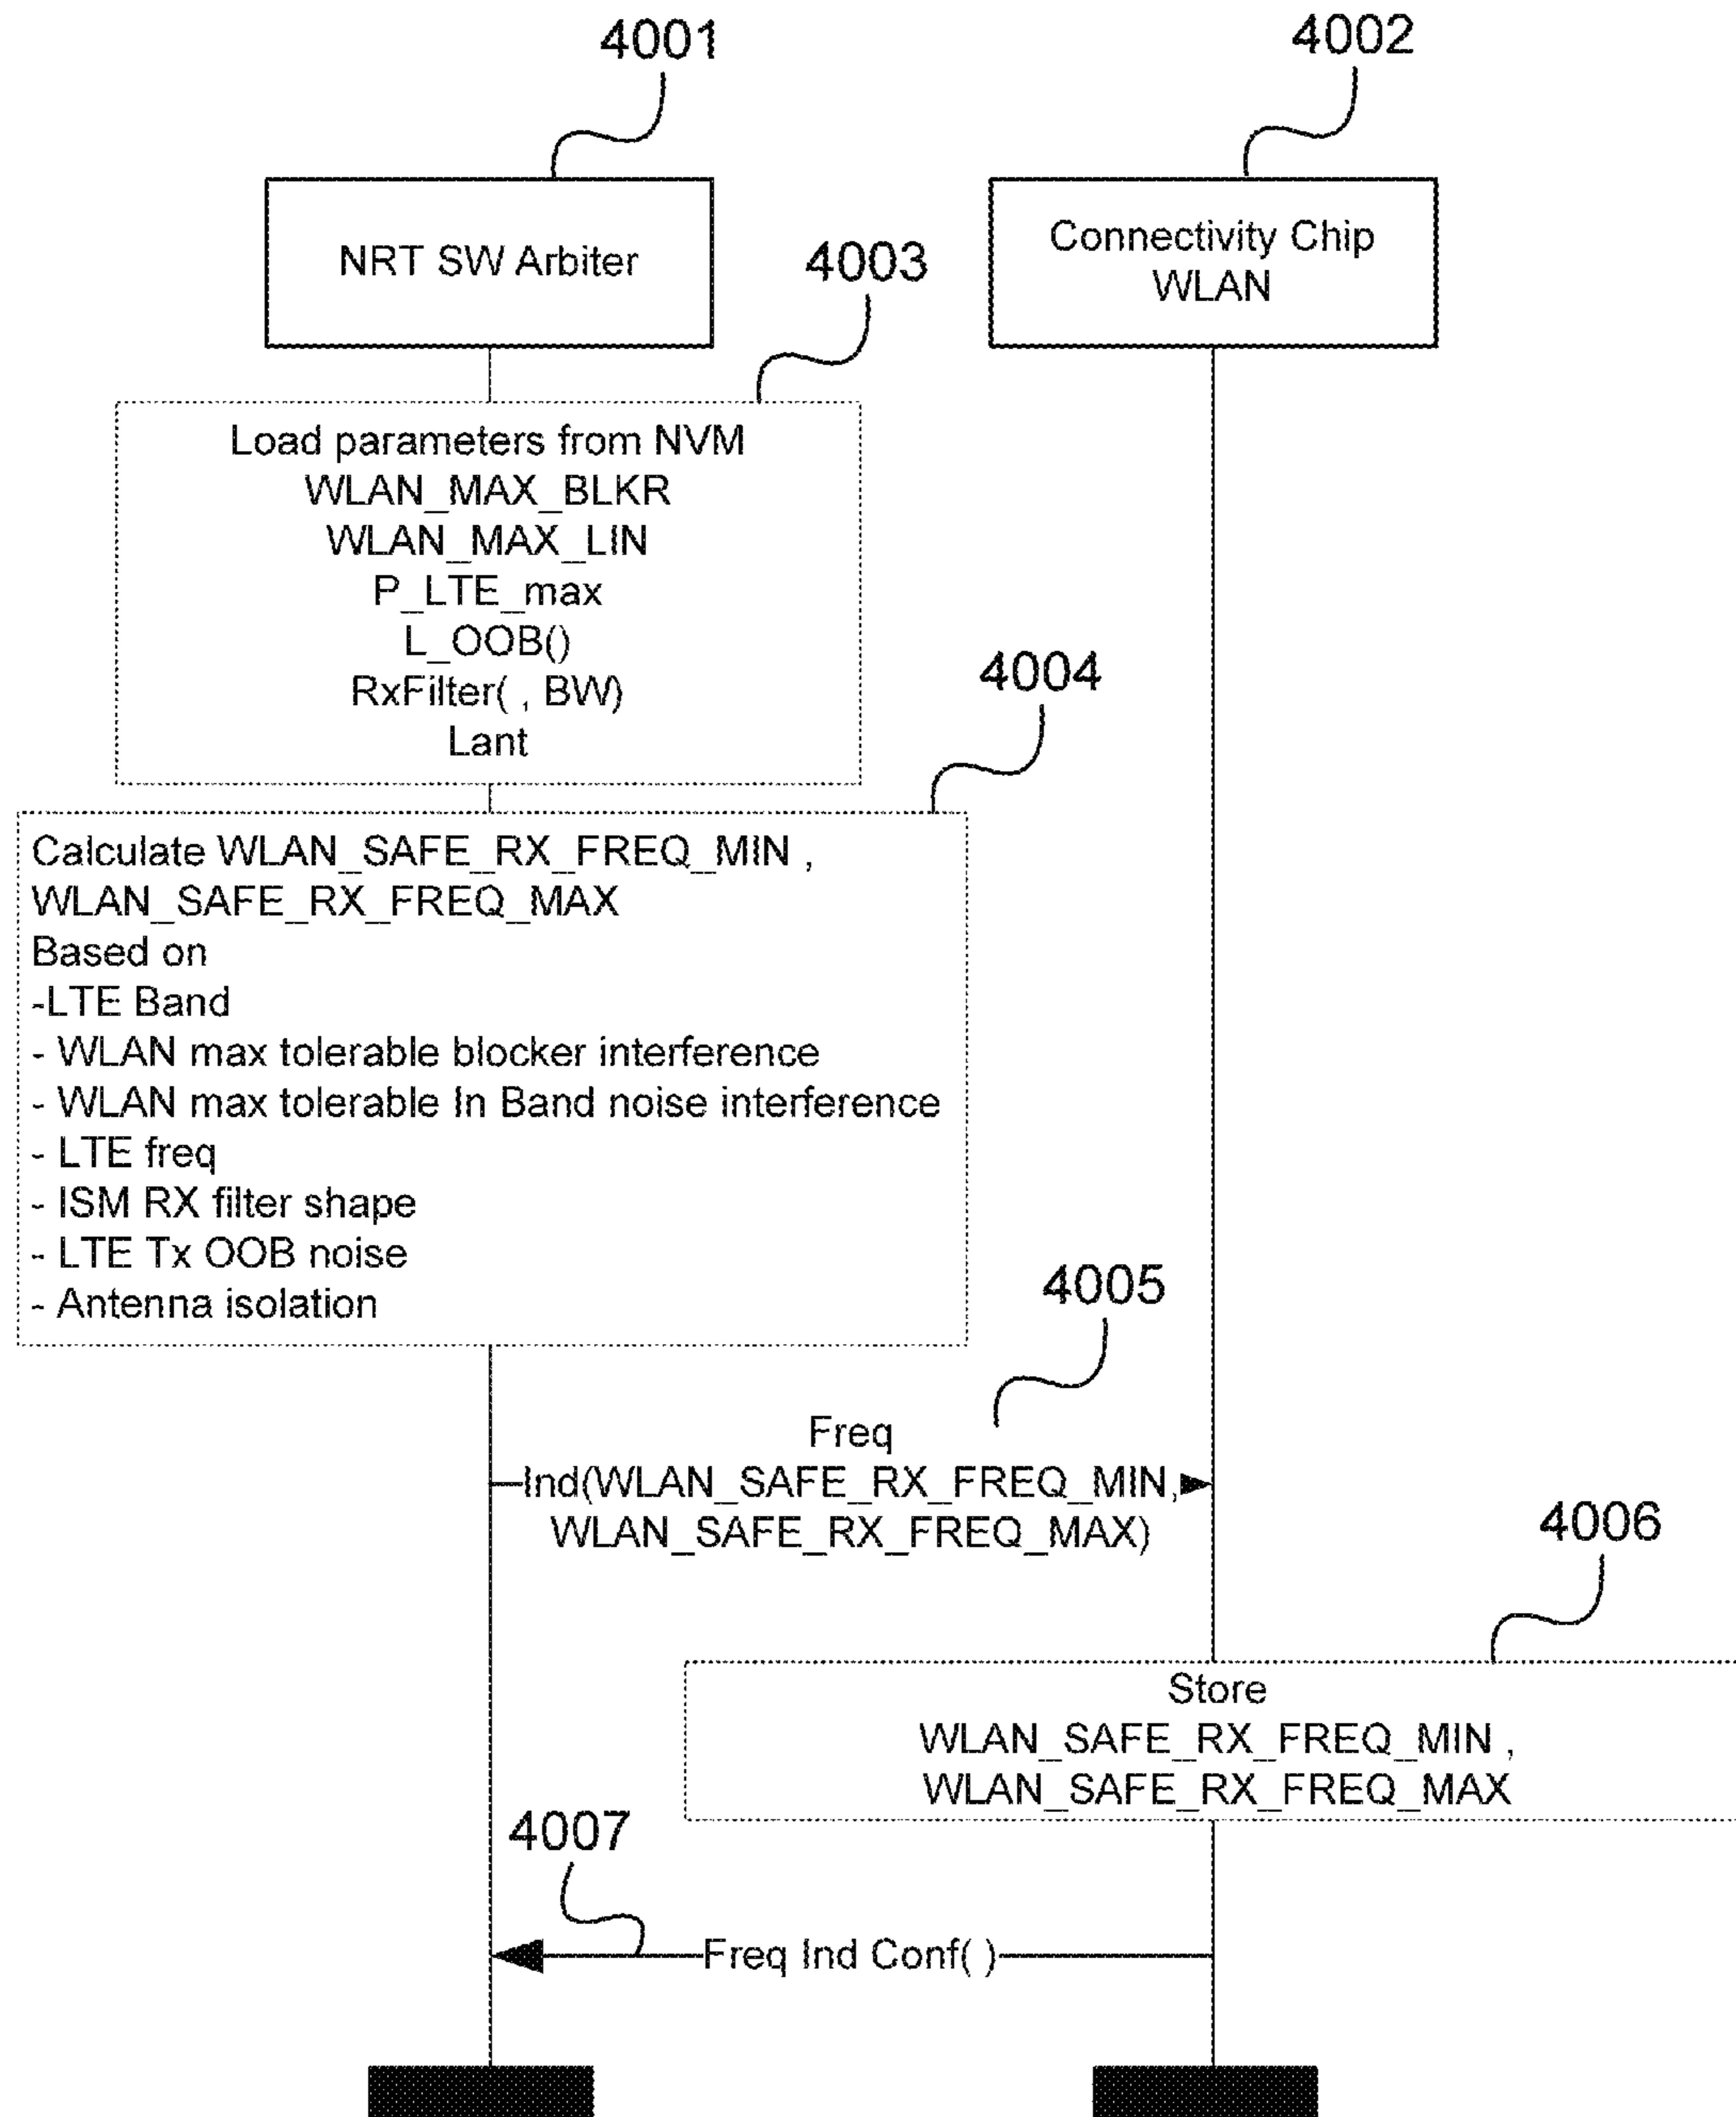 4001
4002
NRT SW Arbiter
Connectivity Chip
WLAN
4003
Load parameters from NVM
WLAN_MAX_BLKR
WLAN_MAX_LIN
P_LTE_max
L_OOB()
RxFilter( , BW)
Lant
4004
Calculate WLAN_SAFE_RX_FREQ_MIN ,
WLAN_SAFE_RX_FREQ_MAX
Based on
-LTE Band
- WLAN max tolerable blocker interference
- WLAN max tolerable In Band noise interference
- LTE freq
- ISM RX filter shape
- LTE Tx OOB noise
- Antenna isolation
4005
Freq
Ind(WLAN_SAFE_RX_FREQ_MIN,
WLAN_SAFE_RX_FREQ_MAX)
4006
Store
WLAN_SAFE_RX_FREQ_MIN ,
WLAN_SAFE_RX_FREQ_MAX
4007
Freq Ind Conf( )